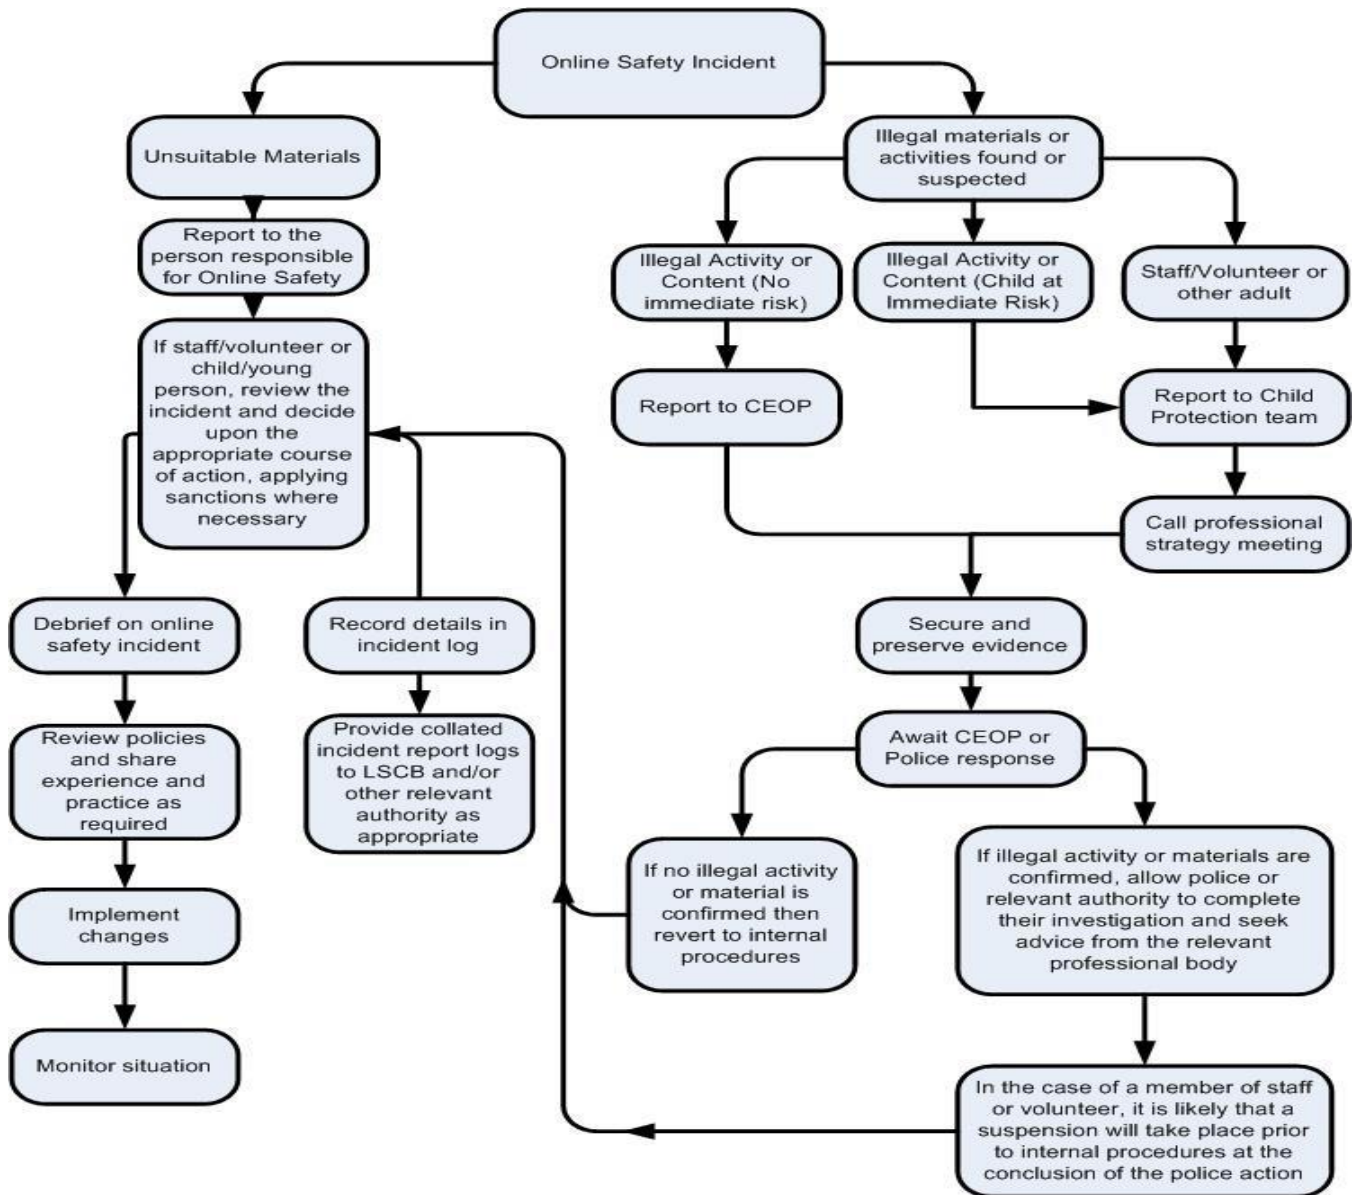 Online Safety Incident
Unsuitable Materials
Illegal materials or
activities found or
suspected
Report to the
person responsible
for Online Safety
Illegal Activity or
Content (No
immediate risk)
Illegal Activity or
Content (Child at
Immediate Risk)
Staff/Volunteer or
other adult
If staff/volunteer or
child/young
person, review the
incident and decide
upon the
appropriate course
of action, applying
sanctions where
necessary
Report to CEOP
Report to Child
Protection team
Call professional
strategy meeting
Debrief on online
safety incident
Record details in
incident log
Secure and
preserve evidence
Review policies
and share
experience and
practice as
required
Provide collated
incident report logs
to LSCB and/or
other relevant
authority as
appropriate
Await CEOP or
Police response
If no illegal activity
or material is
confirmed then
revert to internal
procedures
If illegal activity or materials are
confirmed, allow police or
relevant authority to complete
their investigation and seek
advice from the relevant
professional body
Implement
changes
Monitor situation
In the case of a member of staff
or volunteer, it is likely that a
suspension will take place prior
to internal procedures at the
conclusion of the police action